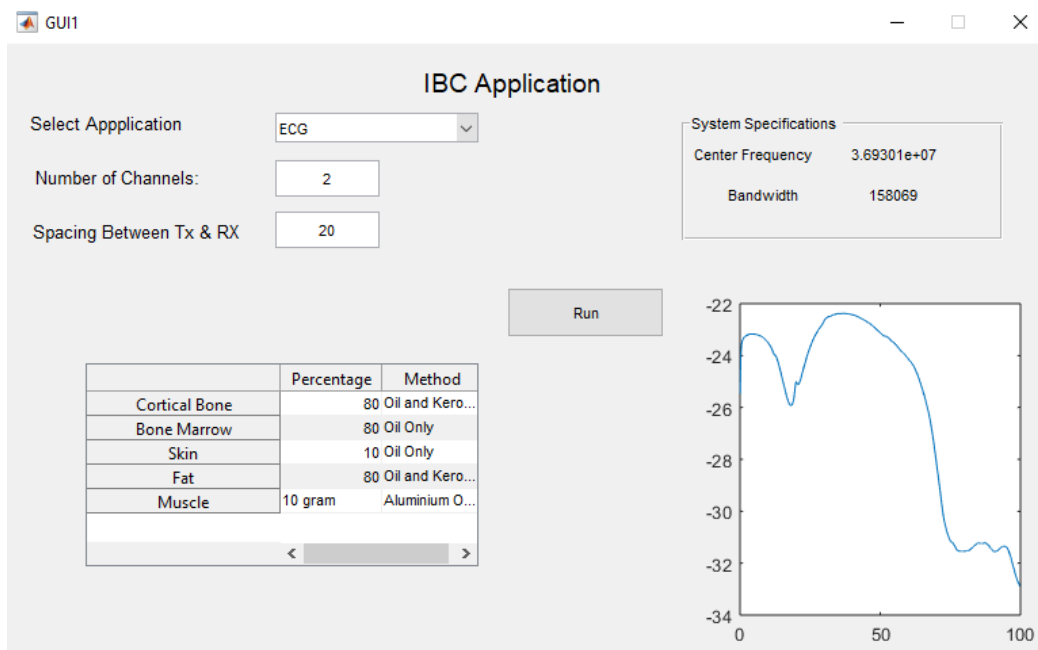 GUI1
IBC Application
Select Appplication
ECG
Number of Channels:
2
Spacing Between Tx & RX
20
System Specifications
Center Frequency 3.69301e+07
Bandwidth 158069
Run
Percentage Method
Cortical Bone 80 Oil and Kero...
Bone Marrow 80 Oil Only
Skin 10 Oil Only
Fat 80 Oil and Kero...
Muscle 10 gram Aluminium O...
-22
-24
-26
-28
-30
-32
-34
0 50 100